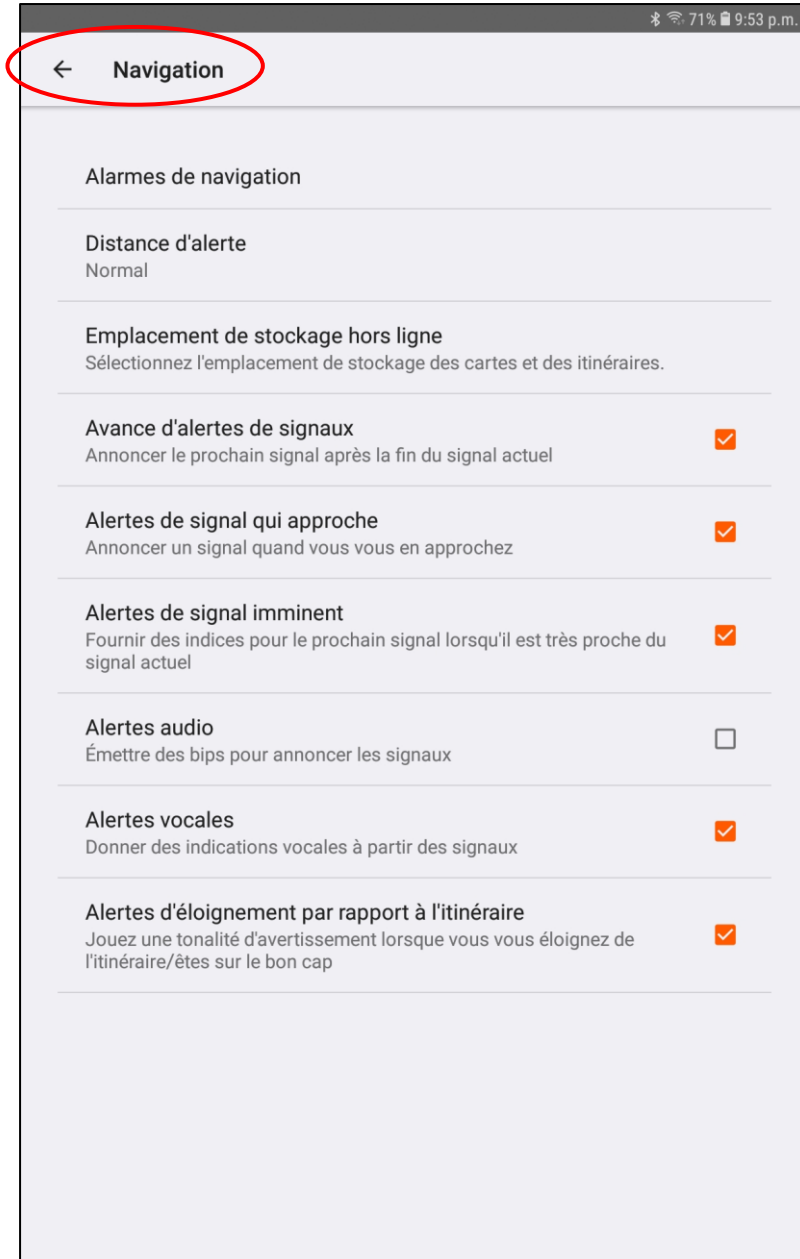 71% 9:53 p.m.
Navigation
Alarmes de navigation
Distance d'alerte
Normal
Emplacement de stockage hors ligne
Sélectionnez l'emplacement de stockage des cartes et des itinéraires.
Avance d'alertes de signaux
Annoncer le prochain signal après la fin du signal actuel
Alertes de signal qui approche
Annoncer un signal quand vous vous en approchez
Alertes de signal imminent
Fournir des indices pour le prochain signal lorsqu'il est très proche du
signal actuel
Alertes audio
Émettre des bips pour annoncer les signaux
Alertes vocales
Donner des indications vocales à partir des signaux
Alertes d'éloignement par rapport à l'itinéraire
Jouez une tonalité d'avertissement lorsque vous vous éloignez de
l'itinéraire/êtes sur le bon cap